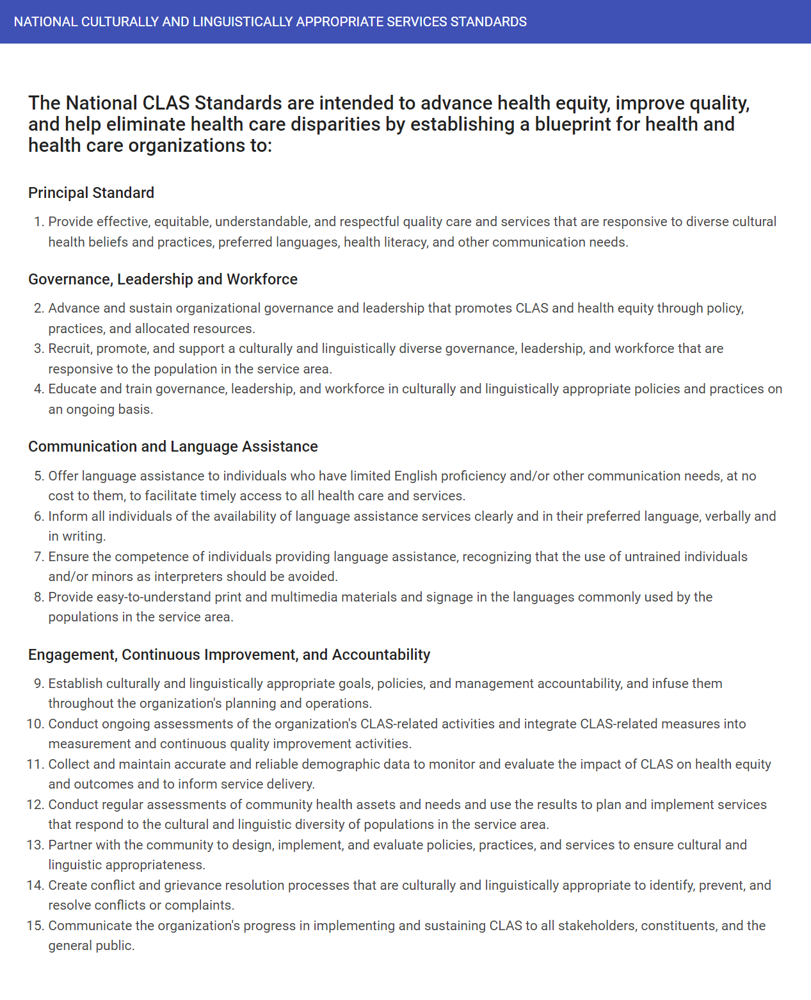 NATIONAL CULTURALLY AND LINGUISTICALLY APPROPRIATE SERVICES STANDARDS
The National CLAS Standards are intended to advance health equity, improve quality,
and help eliminate health care disparities by establishing a blueprint for health and
health care organizations to:
Principal Standard
1. Provide effective, equitable, understandable, and respectful quality care and services that are responsive to diverse cultural
health beliefs and practices, preferred languages, health literacy, and other communication needs.
Governance, Leadership and Workforce
2. Advance and sustain organizational governance and leadership that promotes CLAS and health equity through policy,
practices, and allocated resources.
3. Recruit, promote, and support a culturally and linguistically diverse governance, leadership, and workforce that are
responsive to the population in the service area.
4. Educate and train governance, leadership, and workforce in culturally and linguistically appropriate policies and practices on
an ongoing basis.
Communication and Language Assistance
5. Offer language assistance to individuals who have limited English proficiency and/or other communication needs, at no
cost to them, to facilitate timely access to all health care and services.
6. Inform all individuals of the availability of language assistance services clearly and in their preferred language, verbally and
in writing.
7. Ensure the competence of individuals providing language assistance, recognizing that the use of untrained individuals
and/or minors as interpreters should be avoided.
8. Provide easy-to-understand print and multimedia materials and signage in the languages commonly used by the
populations in the service area.
Engagement, Continuous Improvement, and Accountability
9. Establish culturally and linguistically appropriate goals, policies, and management accountability, and infuse them
throughout the organization's planning and operations.
10. Conduct ongoing assessments of the organization's CLAS-related activities and integrate CLAS-related measures into
measurement and continuous quality improvement activities.
11. Collect and maintain accurate and reliable demographic data to monitor and evaluate the impact of CLAS on health equity
and outcomes and to inform service delivery.
12. Conduct regular assessments of community health assets and needs and use the results to plan and implement services
that respond to the cultural and linguistic diversity of populations in the service area.
13. Partner with the community to design, implement, and evaluate policies, practices, and services to ensure cultural and
linguistic appropriateness.
14. Create conflict and grievance resolution processes that are culturally and linguistically appropriate to identify, prevent, and
resolve conflicts or complaints.
15. Communicate the organization's progress in implementing and sustaining CLAS to all stakeholders, constituents, and the
general public.